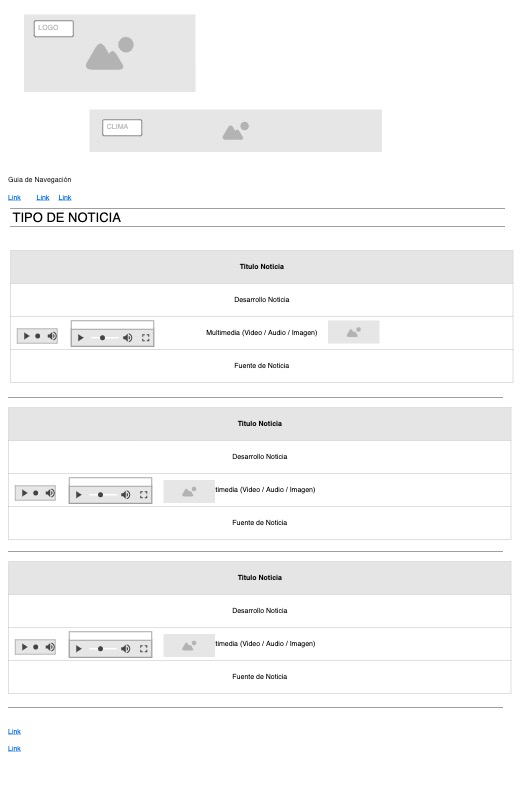 LOGO
CLIMA
Guia de Navegación
Link Link Link
TIPO DE NOTICIA
Titulo Noticia
Desarrollo Noticia
Multimedia (Video / Audio / Imagen)
Fuente de Noticia
Titulo Noticia
Desarrollo Noticia
timedia (Video / Audio / Imagen)
Fuente de Noticia
Titulo Noticia
Desarrollo Noticia
timedia (Video / Audio / Imagen)
Fuente de Noticia
Link
Link